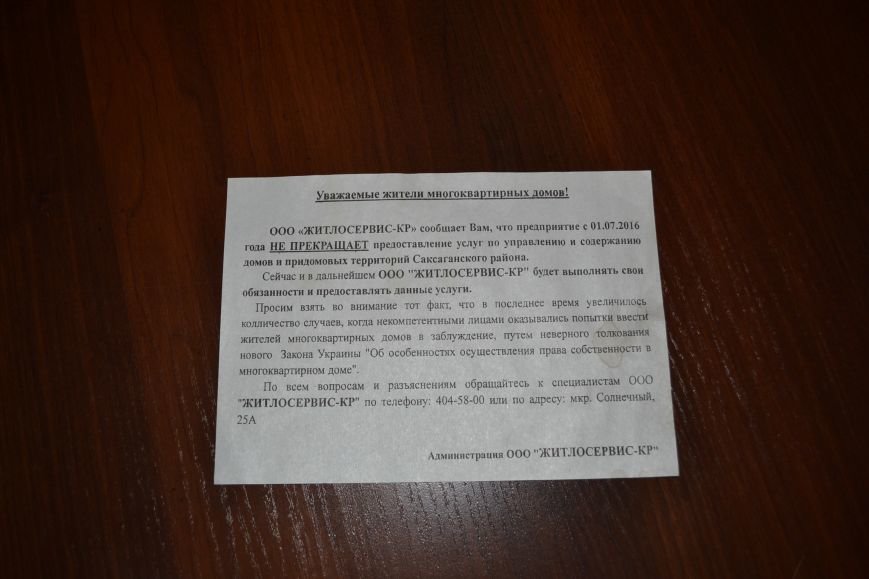 Уважаемые жители многоквартирных домов!
ООО «ЖИТЛОСЕРВИС-КР» сообщает Вам, что предприятие с 01.07.2016
года НЕ ПРЕКРАЩАЕТ предоставление услуг по управлению и содержанию
домов и придомовых территорий Саксаганского района.
Сейчас и в дальнейшем ООО "ЖИТЛОСЕРВИС-КР" будет выполнять свои
обязанности и предоставлять данные услуги.
Просим взять во внимание тот факт, что в последнее время увеличилось
колличество случаев, когда некомпетентными лицами оказывались попытки ввести
жителей многоквартирных домов в заблуждение, путем неверного толкования
нового Закона Украины "Об особенностях осуществления права собственности в
многоквартирном доме".
По всем вопросам и разъяснениям обращайтесь к специалистам ООО
"ЖИТЛОСЕРВИС-КР" по телефону: 404-58-00 или по адресу: мкр. Солнечный,
25А
Администрация ООО "ЖИТЛОСЕРВИС-КР"